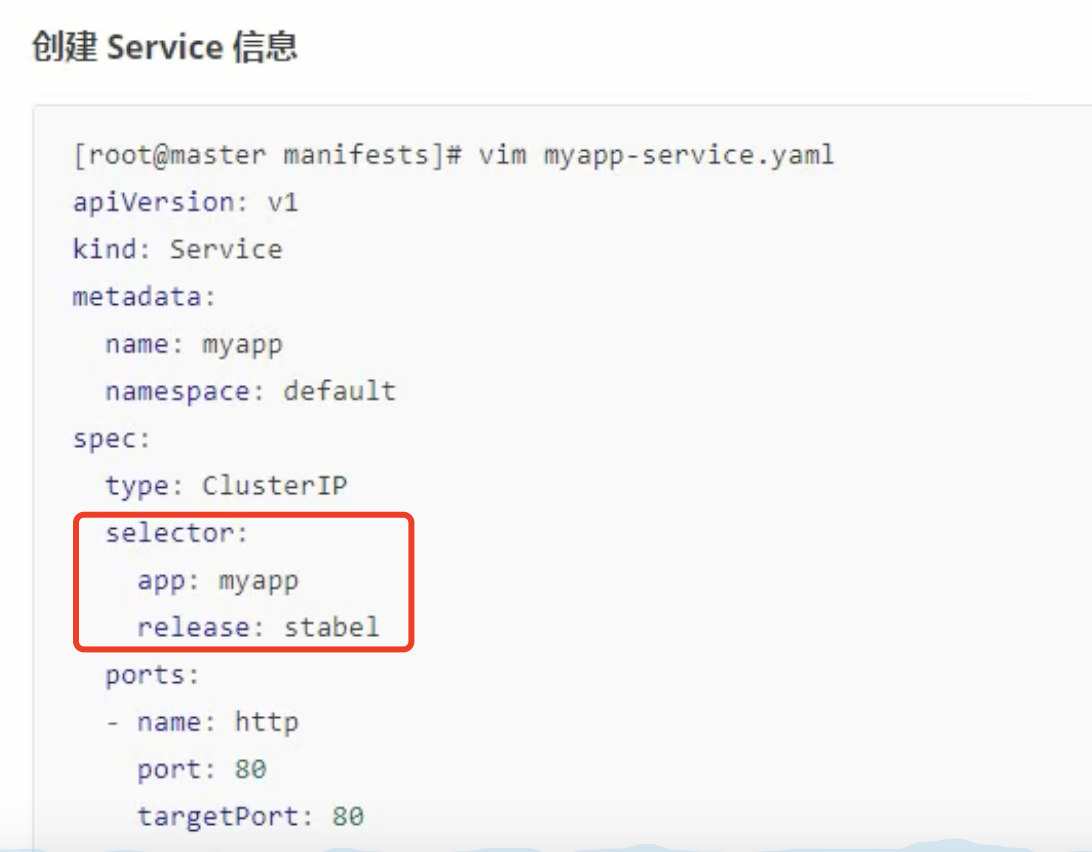 创建 Service 信息
[root@master manifests]# vim myapp-service.yaml
apiVersion: v1
kind: Service
metadata:
  name: myapp
  namespace: default
spec:
  type: ClusterIP
  selector:
    app: myapp
    release: stabel
  ports:
  - name: http
    port: 80
    targetPort: 80